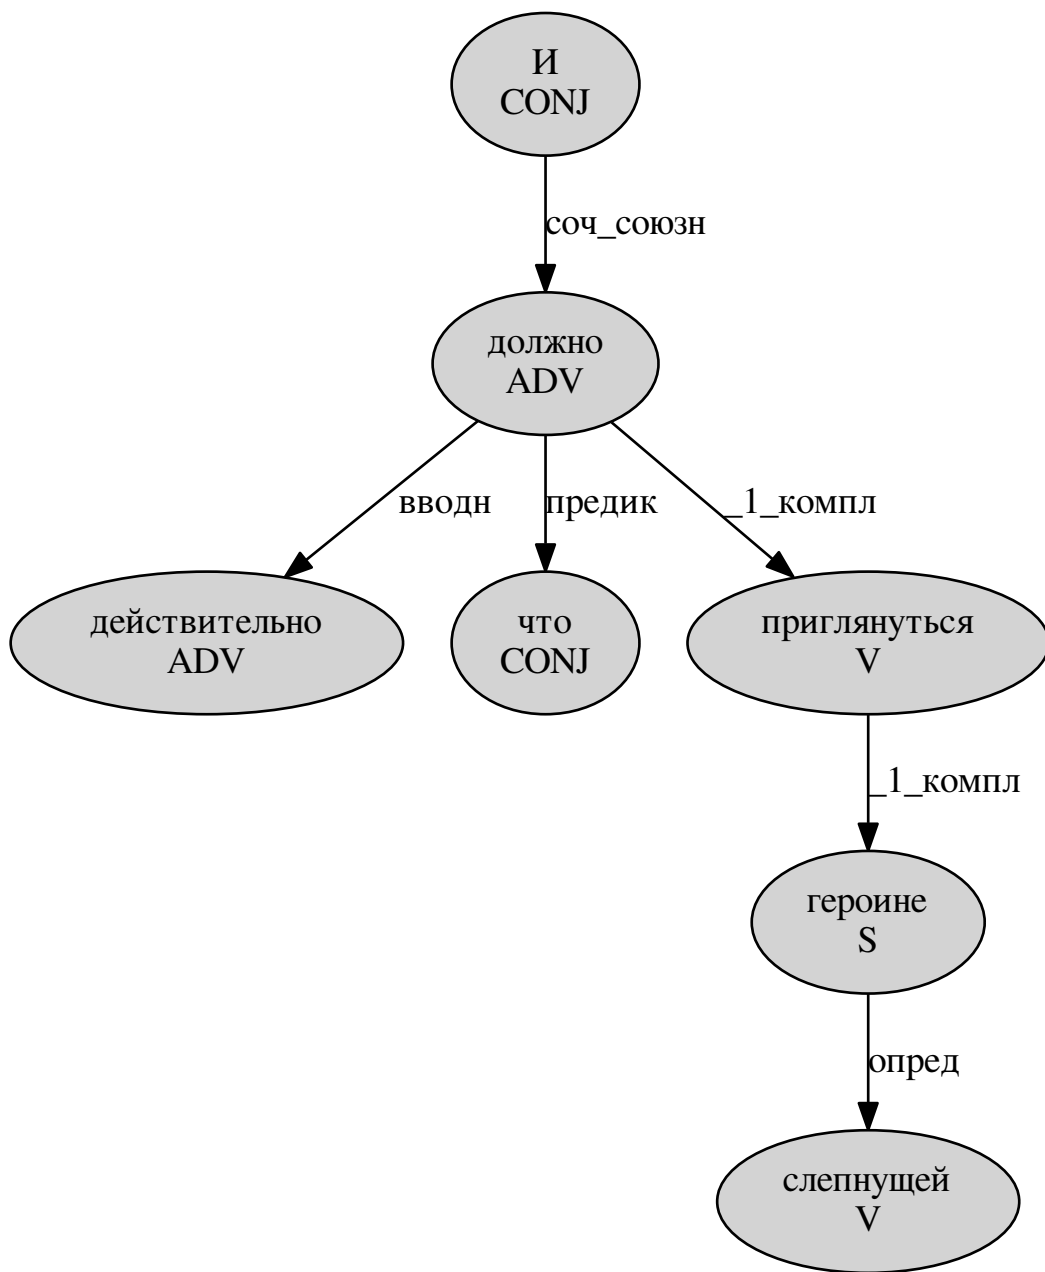 И
CONJ
соч_союзн
должно
ADV
вводн
предик
_1_компл
действительно
ADV
что
CONJ
приглянуться
V
_1_компл
героине
S
опред
слепнущей
V